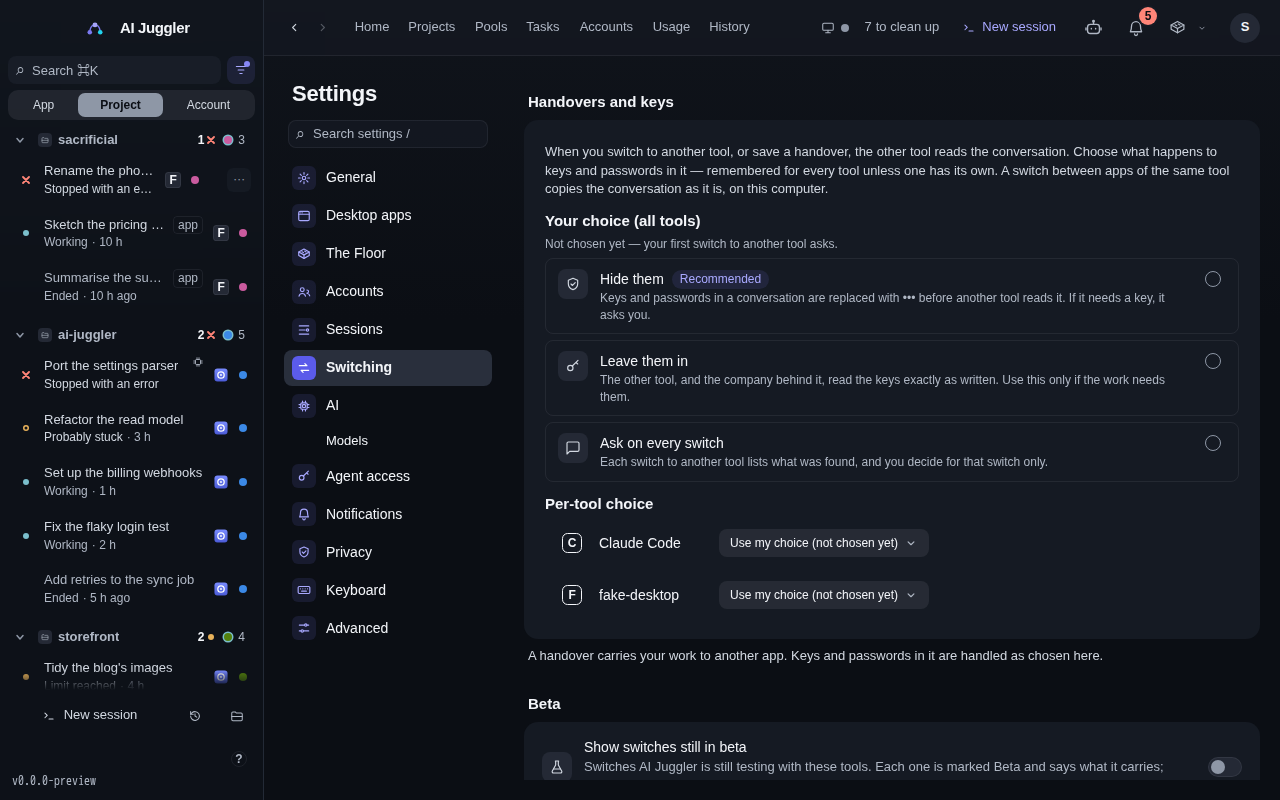 AI Juggler
Search ⌘K
App
Project
Account
sacrificial
1
3
Rename the pho…
Stopped with an e…
F
Sketch the pricing …
app
Working · 10 h
F
Summarise the su…
app
Ended · 10 h ago
F
ai-juggler
2
5
Port the settings parser
Stopped with an error
Refactor the read model
Probably stuck · 3 h
Set up the billing webhooks
Working · 1 h
Fix the flaky login test
Working · 2 h
Add retries to the sync job
Ended · 5 h ago
storefront
2
4
Tidy the blog's images
Limit reached · 4 h
New session
?
v0.0.0-preview
Home
Projects
Pools
Tasks
Accounts
Usage
History
7 to clean up
New session
5
S
Settings
Search settings /
General
Desktop apps
The Floor
Accounts
Sessions
Switching
AI
Models
Agent access
Notifications
Privacy
Keyboard
Advanced
Handovers and keys
When you switch to another tool, or save a handover, the other tool reads the conversation. Choose what happens to
keys and passwords in it — remembered for every tool unless one has its own. A switch between apps of the same tool
copies the conversation as it is, on this computer.
Your choice (all tools)
Not chosen yet — your first switch to another tool asks.
Hide them
Recommended
Keys and passwords in a conversation are replaced with ••• before another tool reads it. If it needs a key, it
asks you.
Leave them in
The other tool, and the company behind it, read the keys exactly as written. Use this only if the work needs
them.
Ask on every switch
Each switch to another tool lists what was found, and you decide for that switch only.
Per-tool choice
C
Claude Code
Use my choice (not chosen yet)
F
fake-desktop
Use my choice (not chosen yet)
A handover carries your work to another app. Keys and passwords in it are handled as chosen here.
Beta
Show switches still in beta
Switches AI Juggler is still testing with these tools. Each one is marked Beta and says what it carries;